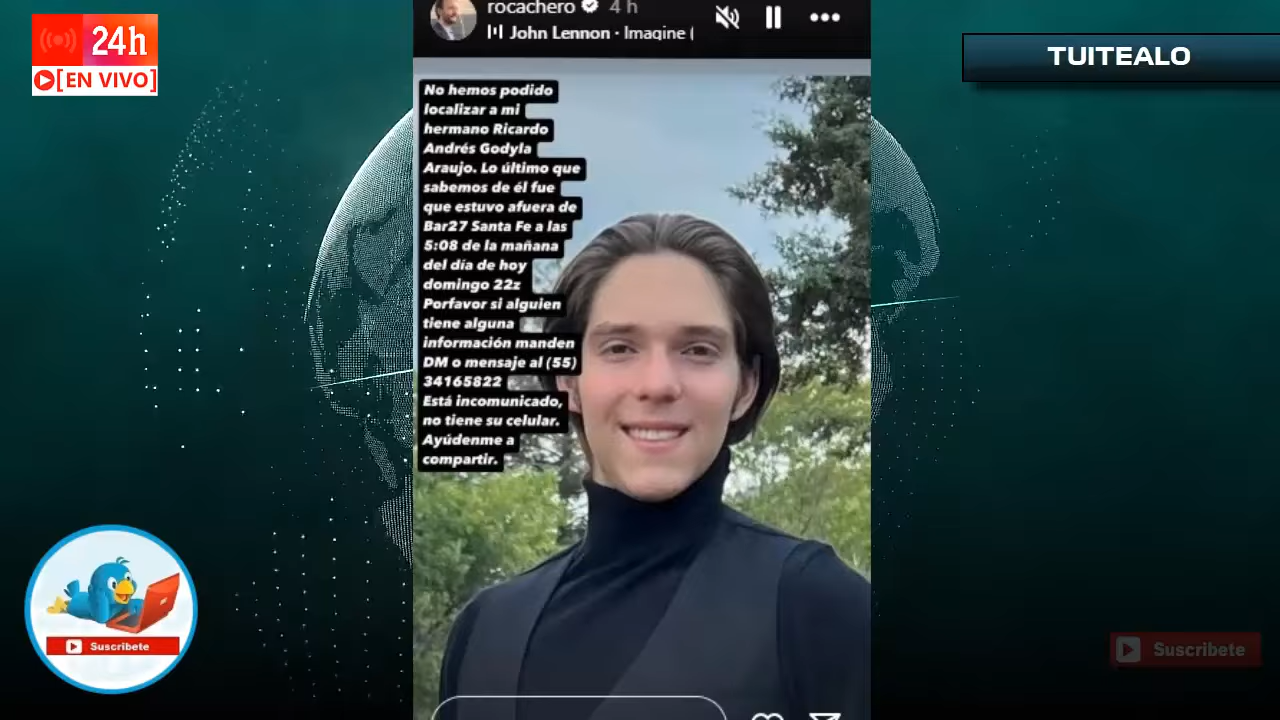 24h
[EN VIVO]
rocachero 4 h
John Lennon · Imagine (
TUITEALO
No hemos podido
localizar a mi
hermano Ricardo
Andrés Godyla
Araujo. Lo último que
sabemos de él fue
que estuvo afuera de
Bar27 Santa Fe a las
5:08 de la mañana
del día de hoy
domingo 22z
Porfavor si alguien
tiene alguna
información manden
DM o mensaje al (55)
34165822
Está incomunicado,
no tiene su celular.
Ayúdenme a
compartir.
Suscribete
Suscribete